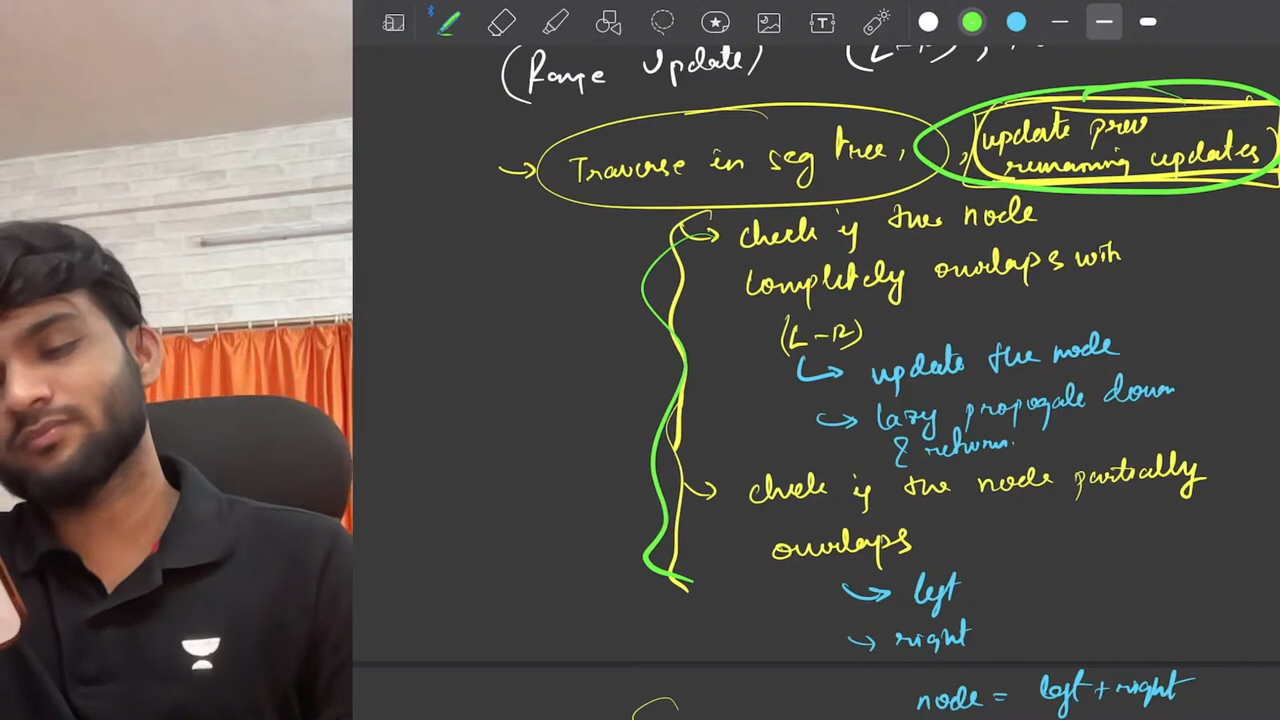 (Range Update)
Traverse in seg tree,
, update prev
remaining updates
→ check if the node
completely overlaps with
(L-R)
→ update the node
→ lazy propogate down
& return.
→ check if the node partially
overlaps
→ left
→ right
node = left + right